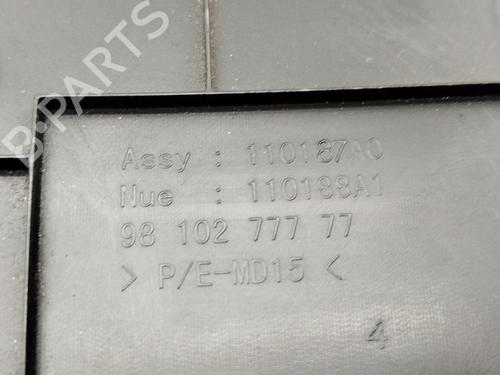 B-PARTS
Assy : 110187A0
Nue : 110188A1
98 102 777 77
> P/E-MD15 <
4